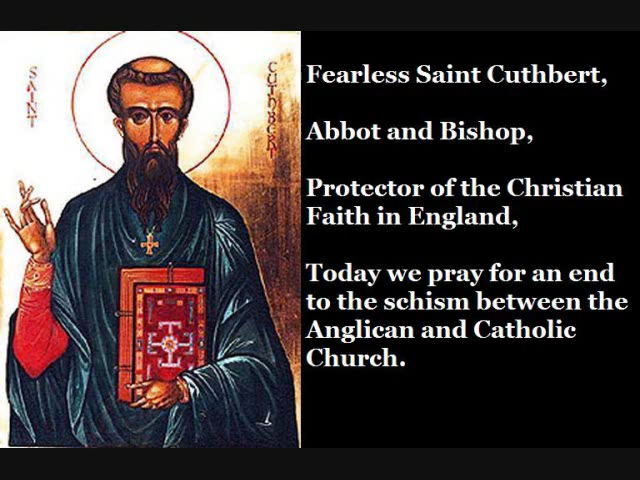 SAINT
CUTHBERT
Fearless Saint Cuthbert,
Abbot and Bishop,
Protector of the Christian
Faith in England,
Today we pray for an end
to the schism between the
Anglican and Catholic
Church.